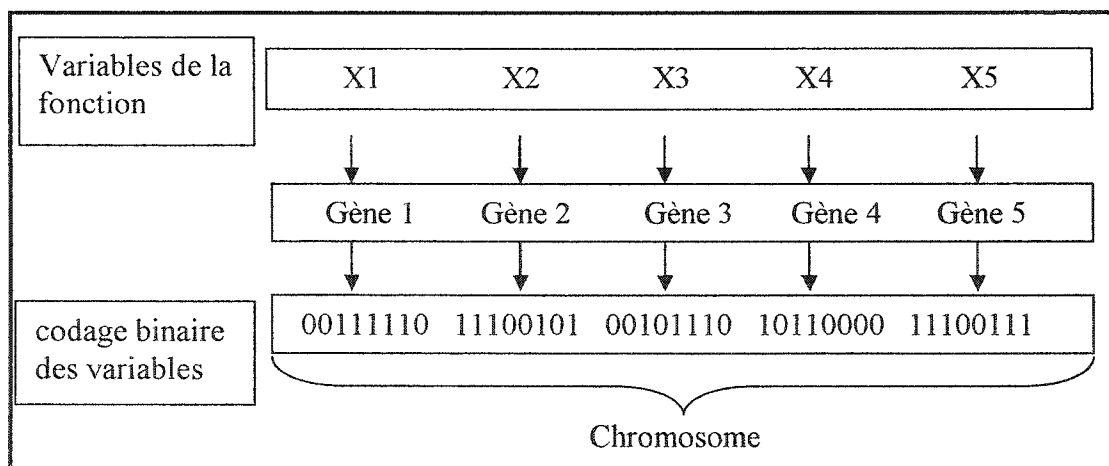 Variables de la
fonction
X1 X2 X3 X4 X5
Gène 1 Gène 2 Gène 3 Gène 4 Gène 5
codage binaire
des variables
00111110 11100101 00101110 10110000 11100111
Chromosome